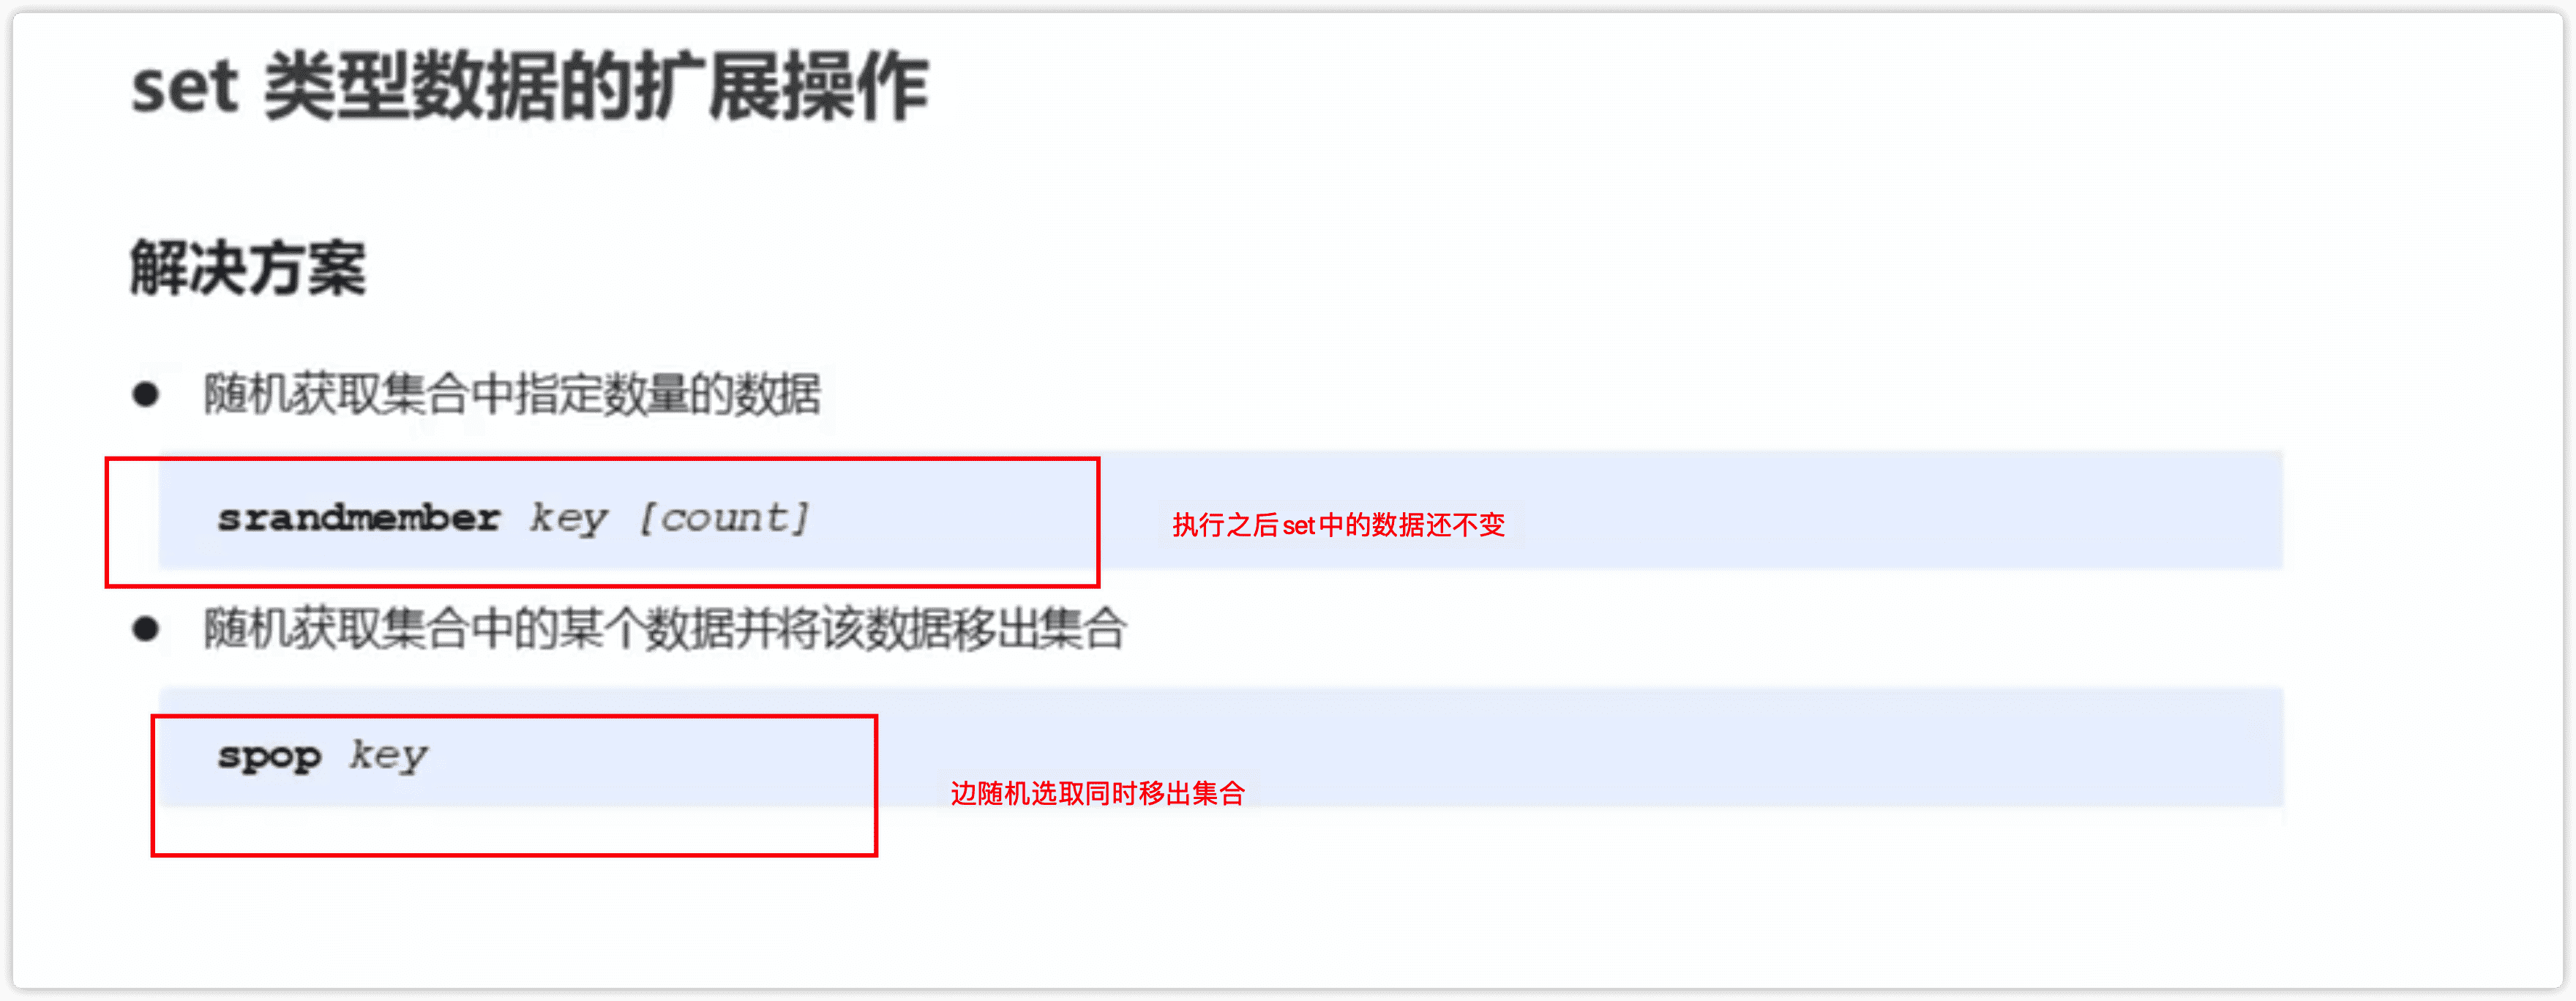 set 类型数据的扩展操作
解决方案
● 随机获取集合中指定数量的数据
srandmember key [count]
执行之后set中的数据还不变
● 随机获取集合中的某个数据并将该数据移出集合
spop key
边随机选取同时移出集合